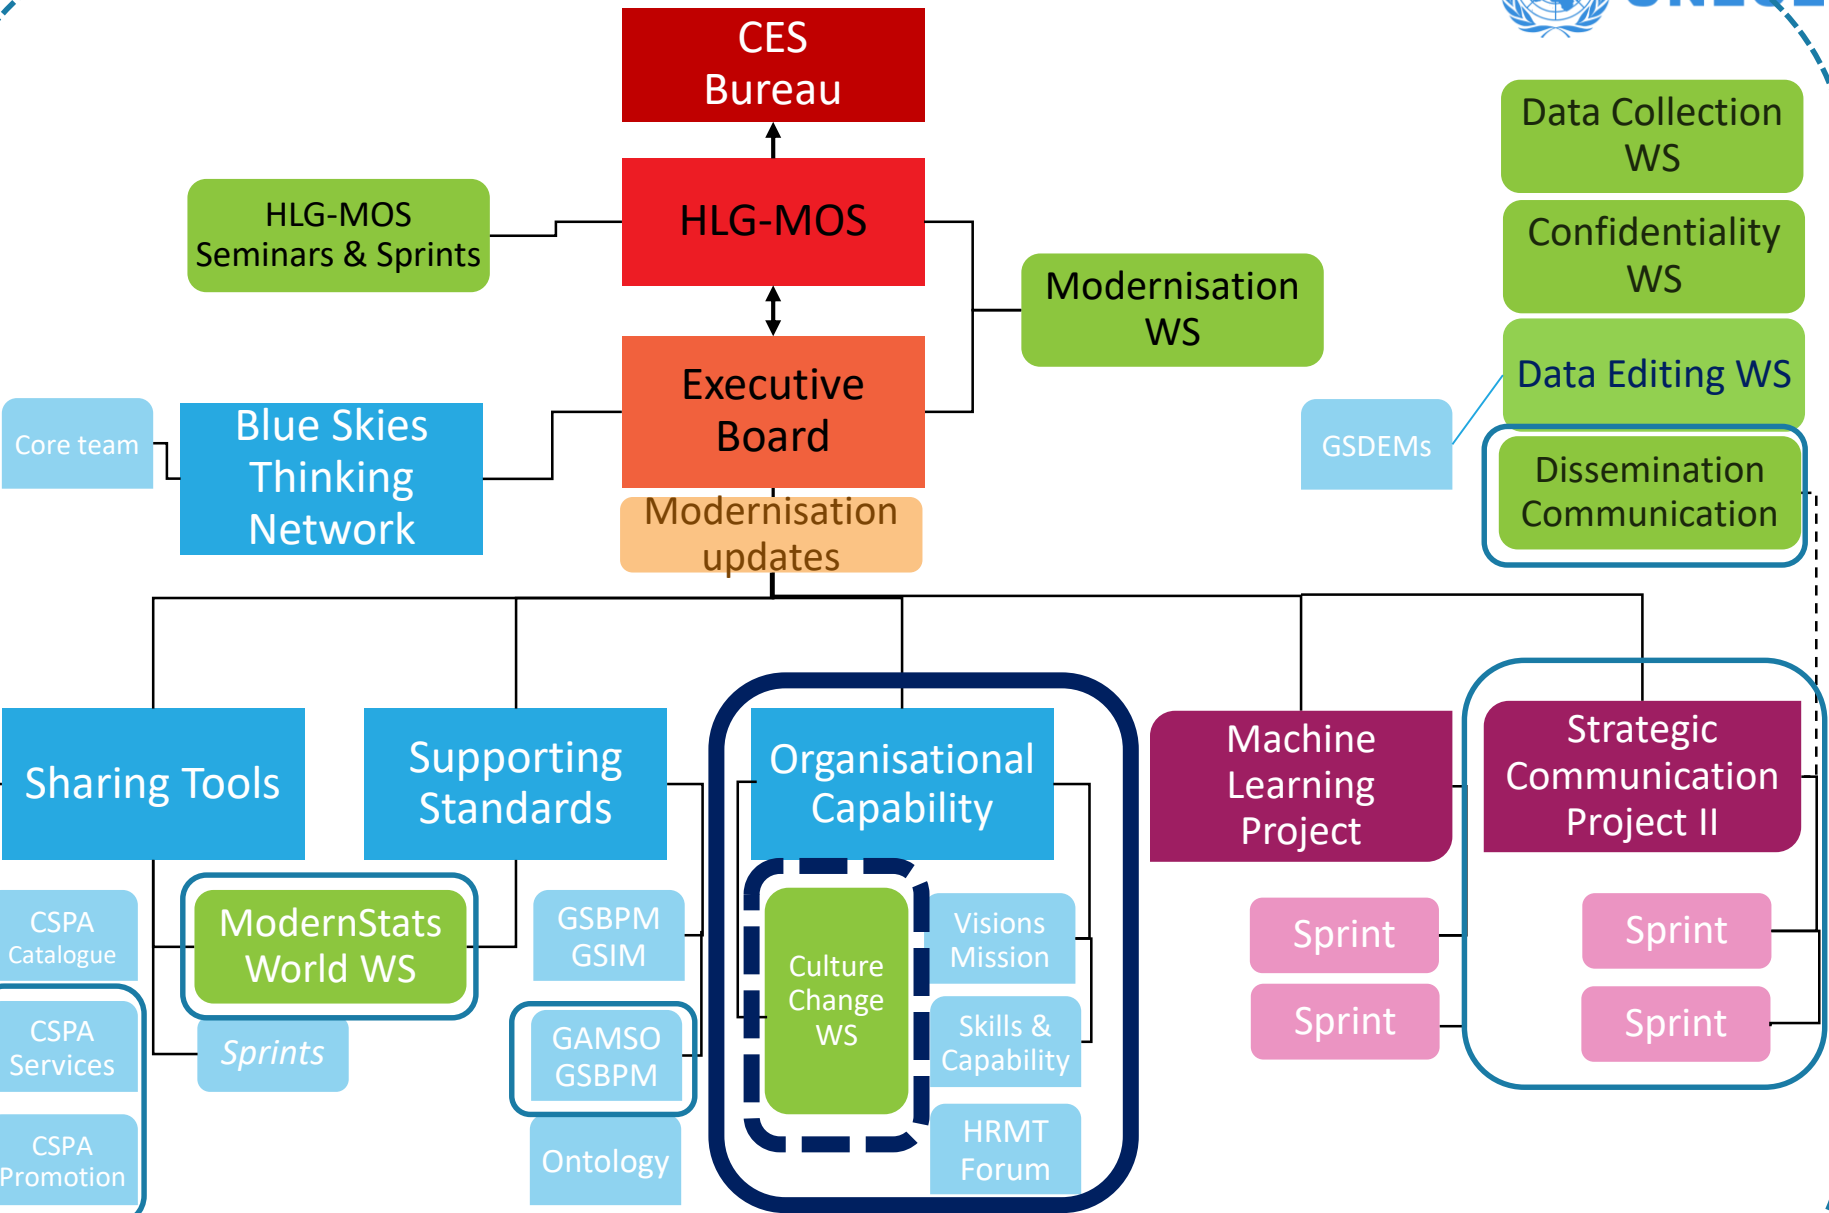 CES
Bureau
HLG-MOS
Seminars & Sprints
HLG-MOS
Modernisation
WS
Executive
Board
Core team
Blue Skies
Thinking
Network
Modernisation
updates
Data Collection
WS
Confidentiality
WS
Data Editing WS
GSDEMs
Dissemination
Communication
Sharing Tools
Supporting
Standards
Organisational
Capability
Machine
Learning
Project
Strategic
Communication
Project II
CSPA
Catalogue
CSPA
Services
CSPA
Promotion
ModernStats
World WS
Sprints
GSBPM
GSIM
GAMSO
GSBPM
Ontology
Culture
Change
WS
Visions
Mission
Skills &
Capability
HRMT
Forum
Sprint
Sprint
Sprint
Sprint